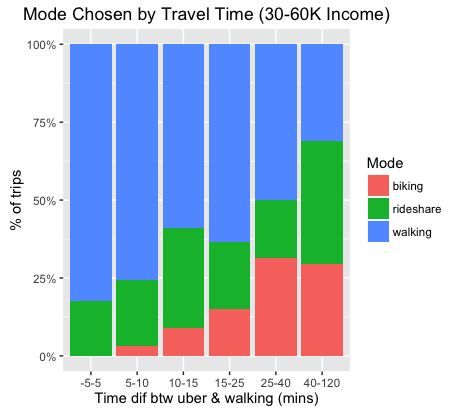 Mode Chosen by Travel Time (30-60K Income)
100%
75%
50%
25%
0%
% of trips
-5-5 5-10 10-15 15-25 25-40 40-120
Time dif btw uber & walking (mins)
Mode
biking
rideshare
walking